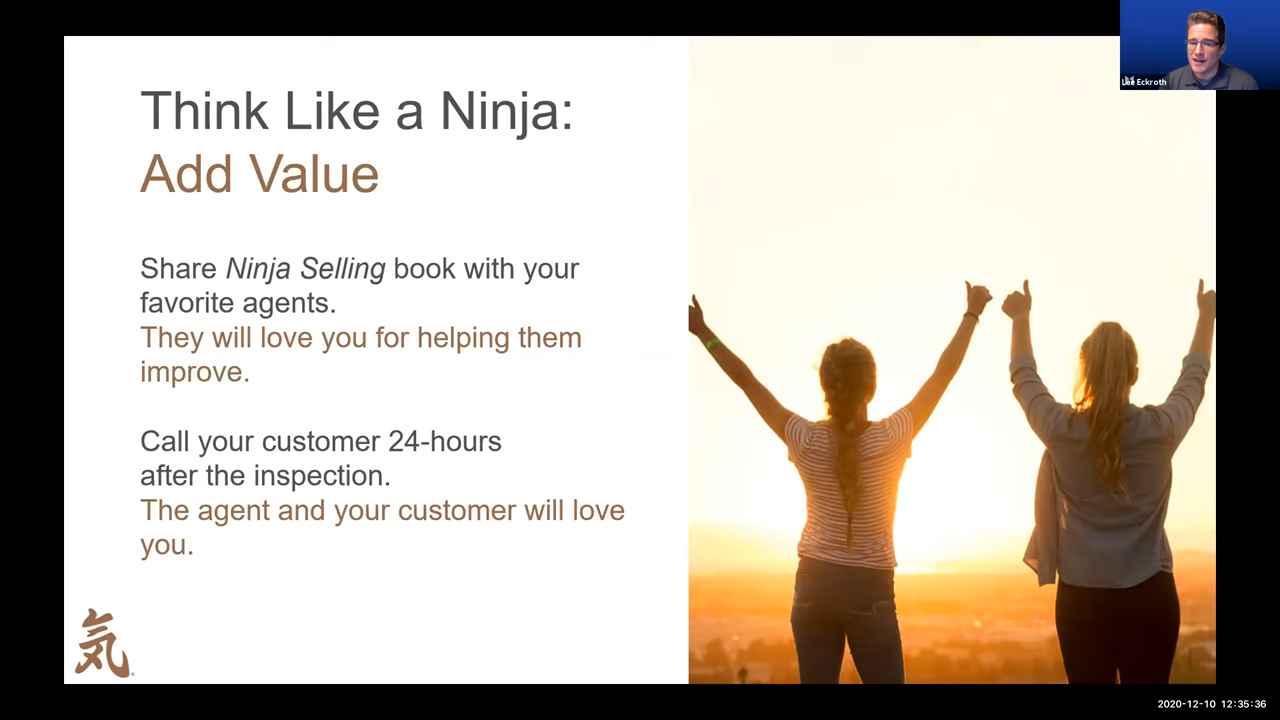 Lee Eckroth
Think Like a Ninja:
Add Value
Share Ninja Selling book with your
favorite agents.
They will love you for helping them
improve.
Call your customer 24-hours
after the inspection.
The agent and your customer will love
you.
気
2020-12-10 12:35:36